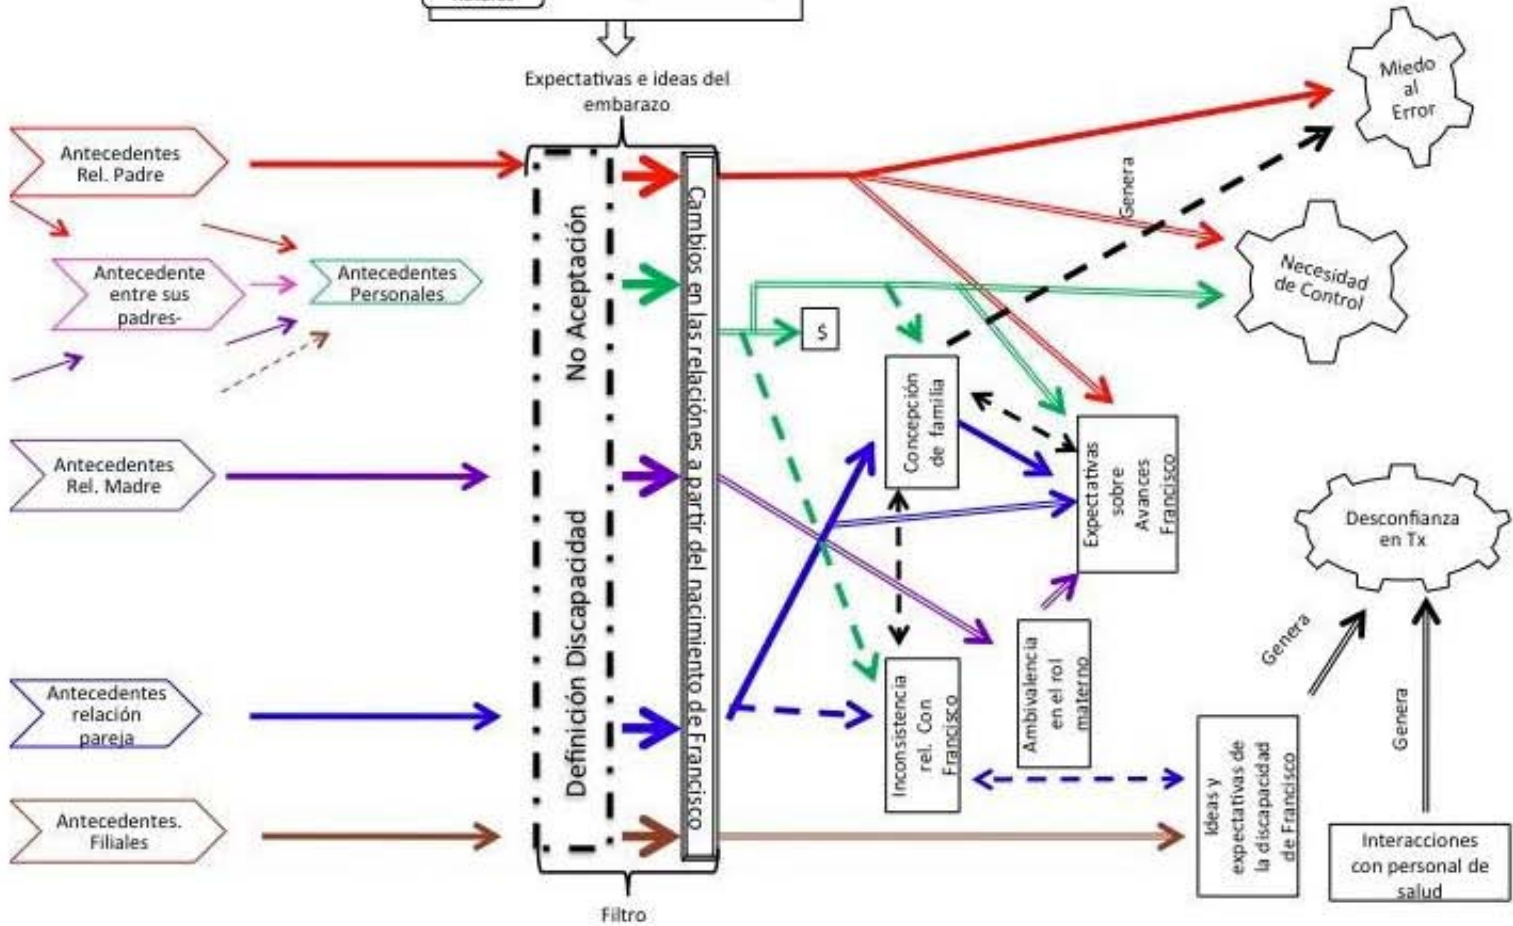 Expectativas e ideas del
embarazo
Antecedentes
Rel. Padre
Antecedente
entre sus
padres-
Antecedentes
Personales
Antecedentes
Rel. Madre
Antecedentes
relación
pareja
Antecedentes.
Filiales
No Aceptación
Definición Discapacidad
Cambios en las relaciónes a partir del nacimiento de Francisco
Filtro
$
Concepción
de familia
Inconsistencia
rel. Con
Francisco
Ambivalencia
en el rol
materno
Expectativas
sobre
Avances
Francisco
Genera
Miedo
al
Error
Necesidad
de Control
Desconfianza
en Tx
Genera
Genera
Ideas y
expectativas de
la discapacidad
de Francisco
Interacciones
con personal de
salud